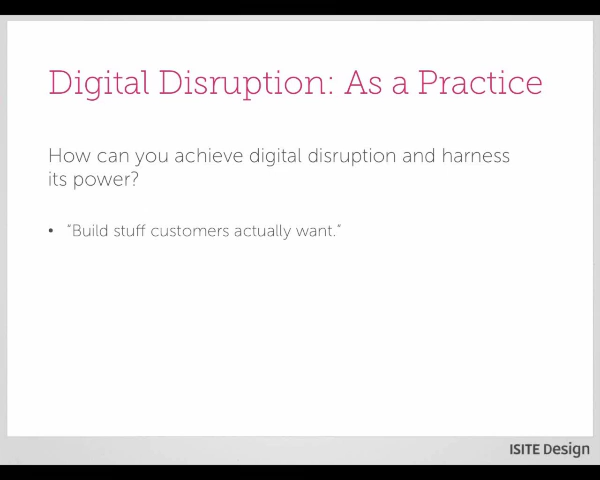 Digital Disruption: As a Practice
How can you achieve digital disruption and harness
its power?
• “Build stuff customers actually want.”
ISITE Design